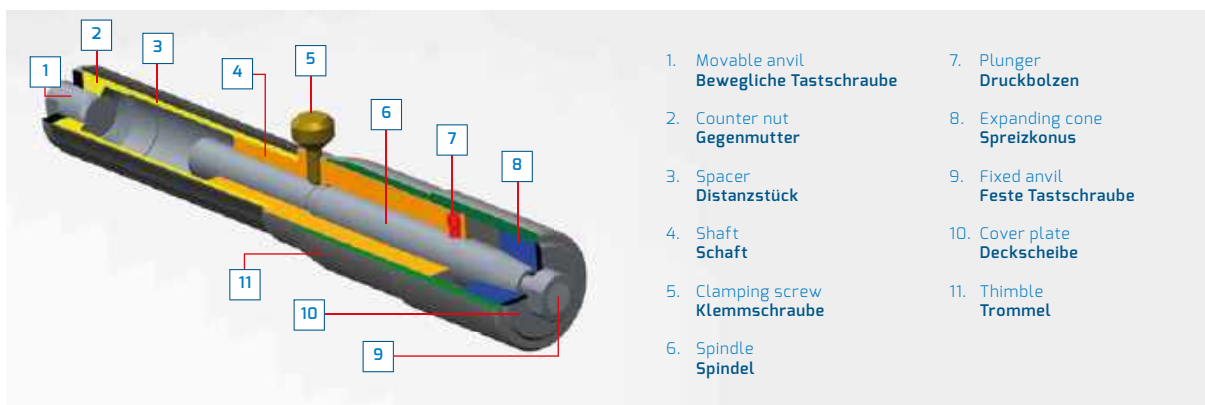 1
2
3
4
5
6
7
8
9
10
11
1. Movable anvil
Bewegliche Tastschraube
2. Counter nut
Gegenmutter
3. Spacer
Distanzstück
4. Shaft
Schaft
5. Clamping screw
Klemmschraube
6. Spindle
Spindel
7. Plunger
Druckbolzen
8. Expanding cone
Spreizkonus
9. Fixed anvil
Feste Tastschraube
10. Cover plate
Deckscheibe
11. Thimble
Trommel